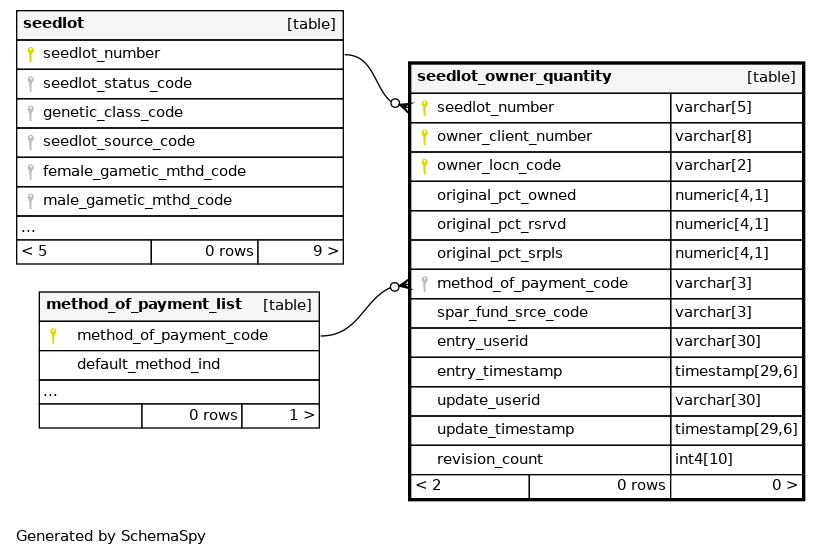 seedlot [table]
seedlot_number
seedlot_status_code
genetic_class_code
seedlot_source_code
female_gametic_mthd_code
male_gametic_mthd_code
...
< 5 0 rows 9 >
method_of_payment_list [table]
method_of_payment_code
default_method_ind
...
0 rows 1 >
seedlot_owner_quantity [table]
seedlot_number varchar[5]
owner_client_number varchar[8]
owner_locn_code varchar[2]
original_pct_owned numeric[4,1]
original_pct_rsrvd numeric[4,1]
original_pct_srpls numeric[4,1]
method_of_payment_code varchar[3]
spar_fund_srce_code varchar[3]
entry_userid varchar[30]
entry_timestamp timestamp[29,6]
update_userid varchar[30]
update_timestamp timestamp[29,6]
revision_count int4[10]
< 2 0 rows 0 >
Generated by SchemaSpy